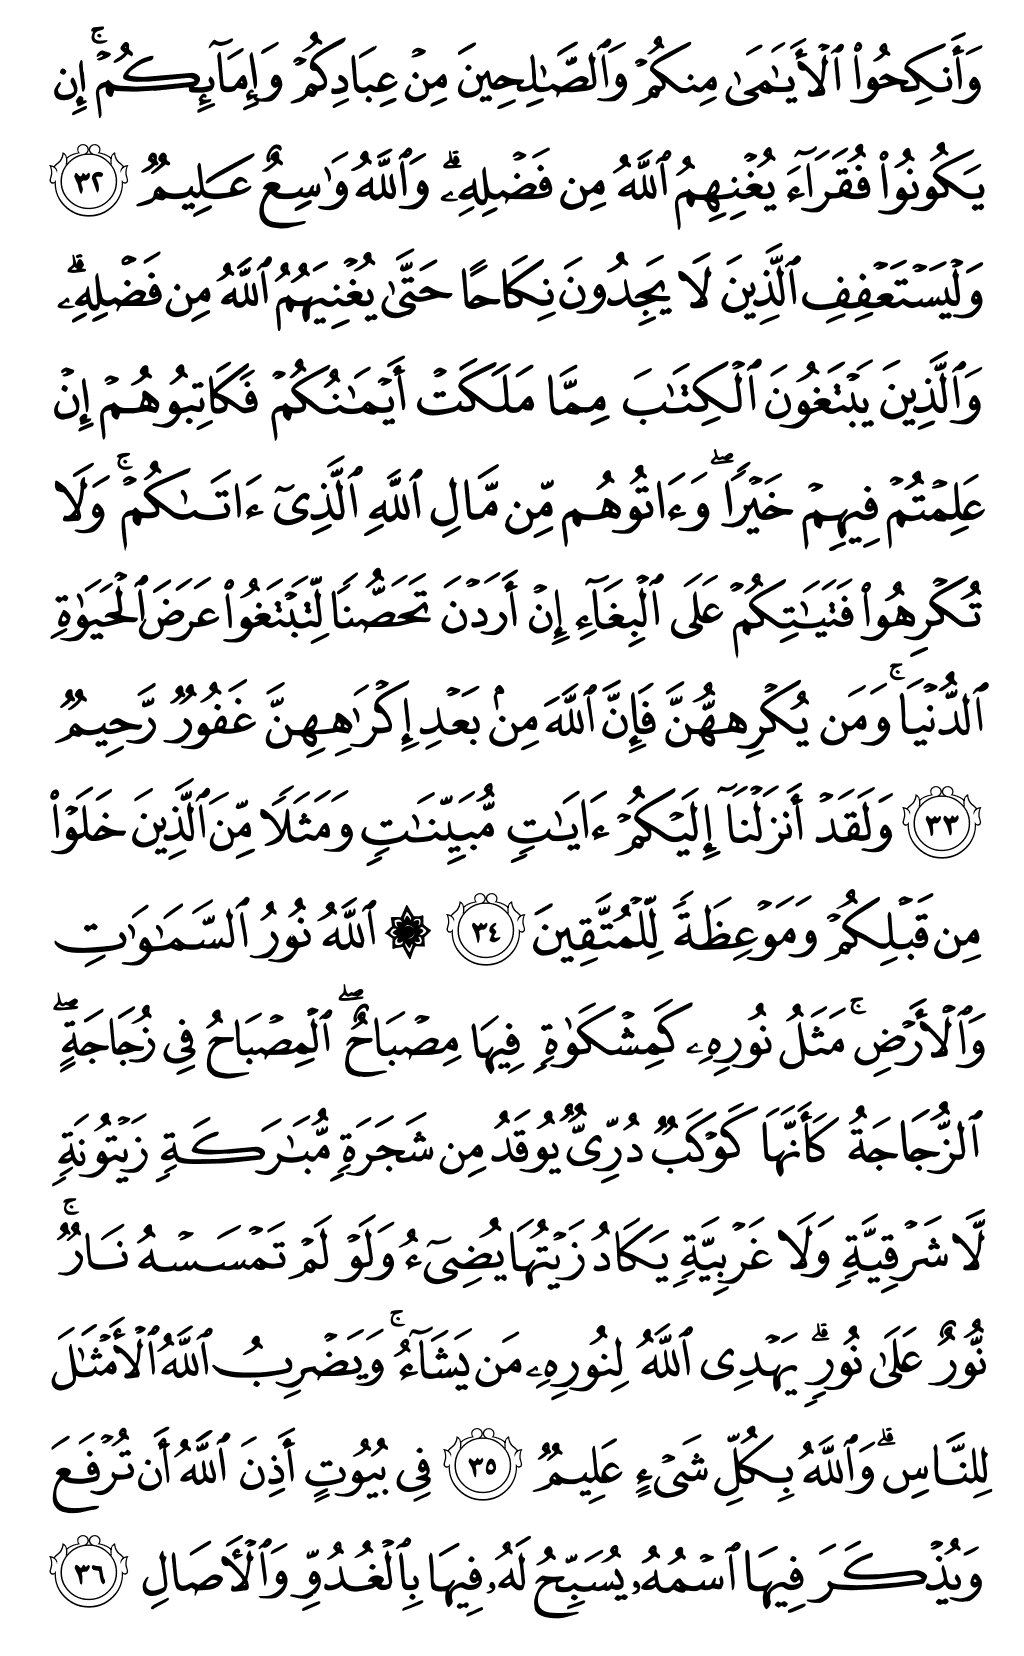 وَأَنكِحُوا۟ ٱلْأَيَـٰمَىٰ مِنكُمْ وَٱلصَّـٰلِحِينَ مِنْ عِبَادِكُمْ وَإِمَآئِكُمْ ۚ إِن
يَكُونُوا۟ فُقَرَآءَ يُغْنِهِمُ ٱللَّهُ مِن فَضْلِهِۦ ۗ وَٱللَّهُ وَٰسِعٌ عَلِيمٌ ٣٢
وَلْيَسْتَعْفِفِ ٱلَّذِينَ لَا يَجِدُونَ نِكَاحًا حَتَّىٰ يُغْنِيَهُمُ ٱللَّهُ مِن فَضْلِهِۦ ۗ
وَٱلَّذِينَ يَبْتَغُونَ ٱلْكِتَـٰبَ مِمَّا مَلَكَتْ أَيْمَـٰنُكُمْ فَكَاتِبُوهُمْ إِنْ
عَلِمْتُمْ فِيهِمْ خَيْرًا ۖ وَءَاتُوهُم مِّن مَّالِ ٱللَّهِ ٱلَّذِىٓ ءَاتَىٰكُمْ ۚ وَلَا
تُكْرِهُوا۟ فَتَيَـٰتِكُمْ عَلَى ٱلْبِغَآءِ إِنْ أَرَدْنَ تَحَصُّنًا لِّتَبْتَغُوا۟ عَرَضَ ٱلْحَيَوٰةِ
ٱلدُّنْيَا ۚ وَمَن يُكْرِههُّنَّ فَإِنَّ ٱللَّهَ مِنۢ بَعْدِ إِكْرَٰهِهِنَّ غَفُورٌ رَّحِيمٌ
٣٣ وَلَقَدْ أَنزَلْنَآ إِلَيْكُمْ ءَايَـٰتٍ مُّبَيِّنَـٰتٍ وَمَثَلًا مِّنَ ٱلَّذِينَ خَلَوْا۟
مِن قَبْلِكُمْ وَمَوْعِظَةً لِّلْمُتَّقِينَ ٣٤ ۞ ٱللَّهُ نُورُ ٱلسَّمَـٰوَٰتِ
وَٱلْأَرْضِ ۚ مَثَلُ نُورِهِۦ كَمِشْكَوٰةٍ فِيهَا مِصْبَاحٌ ۖ ٱلْمِصْبَاحُ فِى زُجَاجَةٍ ۖ
ٱلزُّجَاجَةُ كَأَنَّهَا كَوْكَبٌ دُرِّىٌّ يُوقَدُ مِن شَجَرَةٍ مُّبَـٰرَكَةٍ زَيْتُونَةٍ
لَّا شَرْقِيَّةٍ وَلَا غَرْبِيَّةٍ يَكَادُ زَيْتُهَا يُضِىٓءُ وَلَوْ لَمْ تَمْسَسْهُ نَارٌ ۚ
نُّورٌ عَلَىٰ نُورٍ ۗ يَهْدِى ٱللَّهُ لِنُورِهِۦ مَن يَشَآءُ ۚ وَيَضْرِبُ ٱللَّهُ ٱلْأَمْثَـٰلَ
لِلنَّاسِ ۗ وَٱللَّهُ بِكُلِّ شَىْءٍ عَلِيمٌ ٣٥ فِى بُيُوتٍ أَذِنَ ٱللَّهُ أَن تُرْفَعَ
وَيُذْكَرَ فِيهَا ٱسْمُهُۥ يُسَبِّحُ لَهُۥ فِيهَا بِٱلْغُدُوِّ وَٱلْـَٔاصَالِ ٣٦